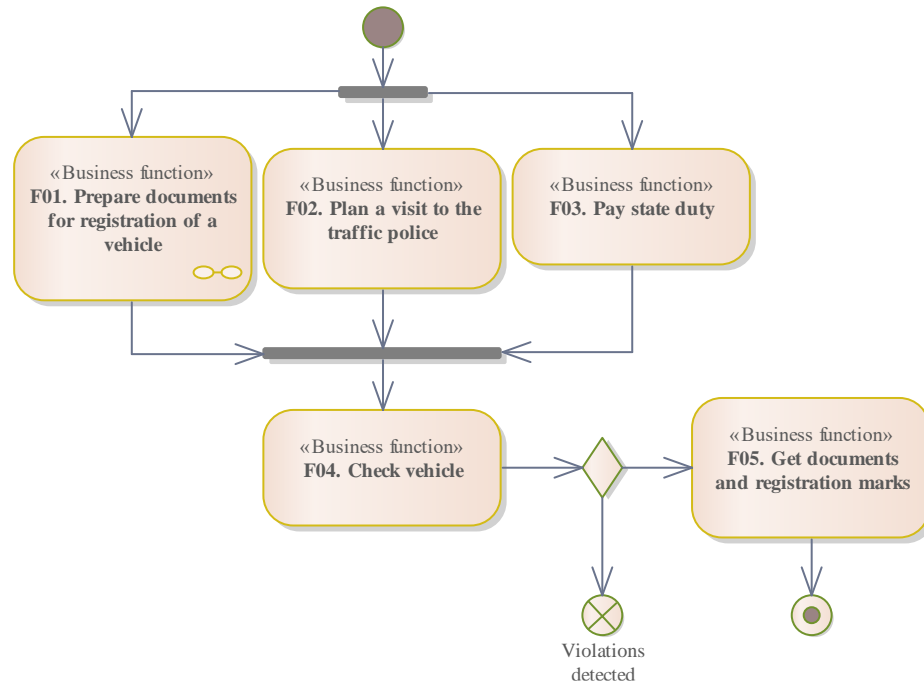 «Business function»
F01. Prepare documents
for registration of a
vehicle
«Business function»
F02. Plan a visit to the
traffic police
«Business function»
F03. Pay state duty
«Business function»
F04. Check vehicle
«Business function»
F05. Get documents
and registration marks
Violations
detected